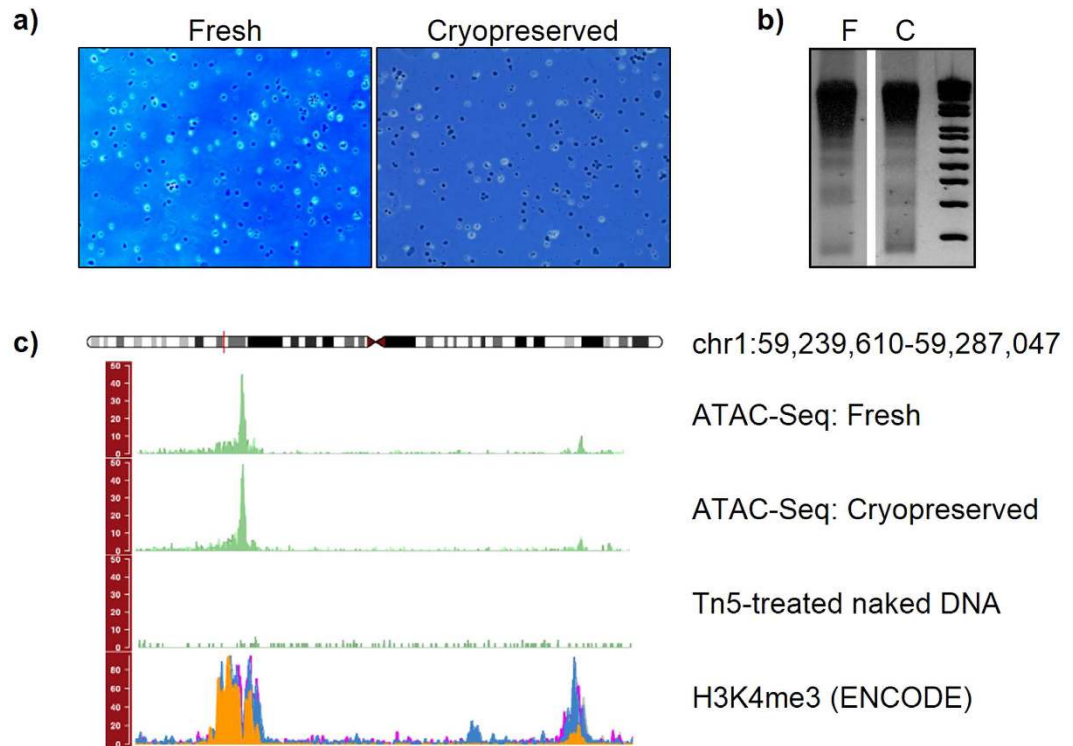 a)
Fresh
Cryopreserved
b)
F C
c)
chr1:59,239,610-59,287,047
50
40
30
20
10
0
ATAC-Seq: Fresh
50
40
30
20
10
0
ATAC-Seq: Cryopreserved
50
40
30
20
10
0
Tn5-treated naked DNA
80
60
40
20
0
H3K4me3 (ENCODE)